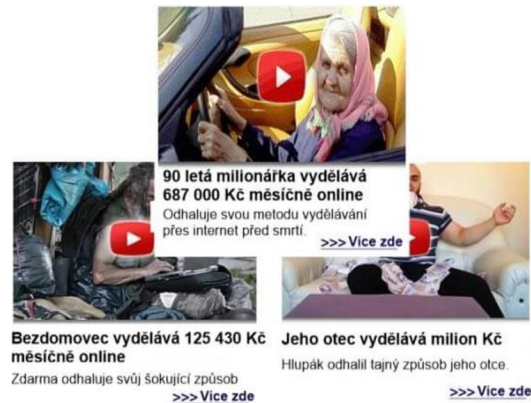 90 letá milionářka vydělává
687 000 Kč měsíčně online
Odhaluje svou metodu vydělávání
přes internet před smrtí.
>>> Více zde
Bezdomovec vydělává 125 430 Kč
měsíčně online
Zdarma odhaluje svůj šokující způsob
>>> Více zde
Jeho otec vydělává milion Kč
Hlupák odhalil tajný způsob jeho otce.
>>> Více zde